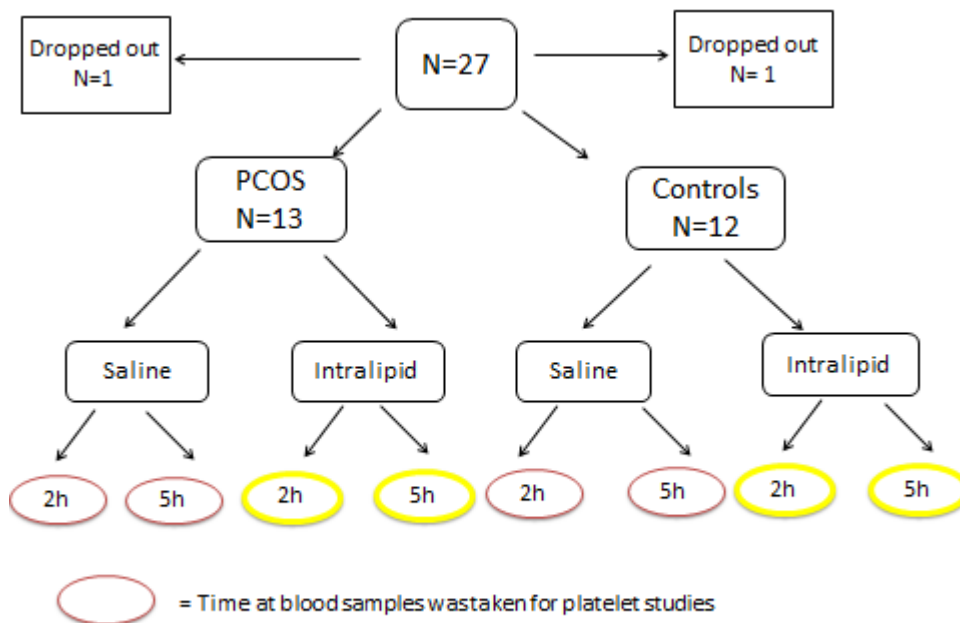 Dropped out
N=1
N=27
Dropped out
N= 1
PCOS
N=13
Controls
N=12
Saline
Intralipid
Saline
Intralipid
2h
5h
2h
5h
2h
5h
2h
5h
= Time at blood samples wastaken for platelet studies